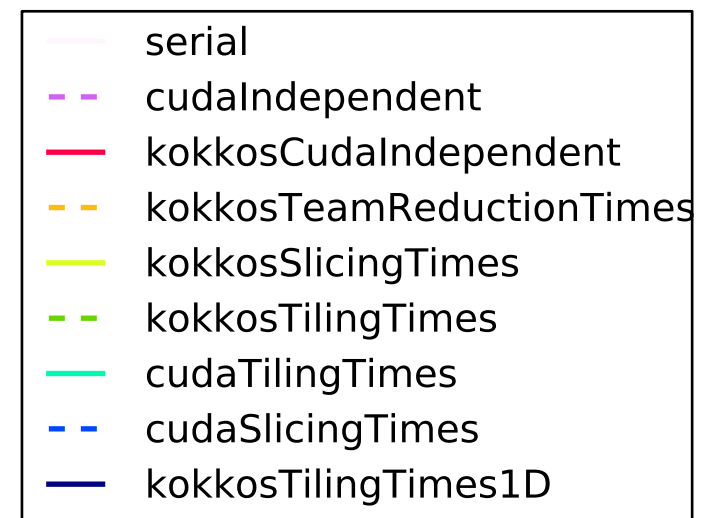 serial
cudaIndependent
kokkosCudaIndependent
kokkosTeamReductionTimes
kokkosSlicingTimes
kokkosTilingTimes
cudaTilingTimes
cudaSlicingTimes
kokkosTilingTimes1D